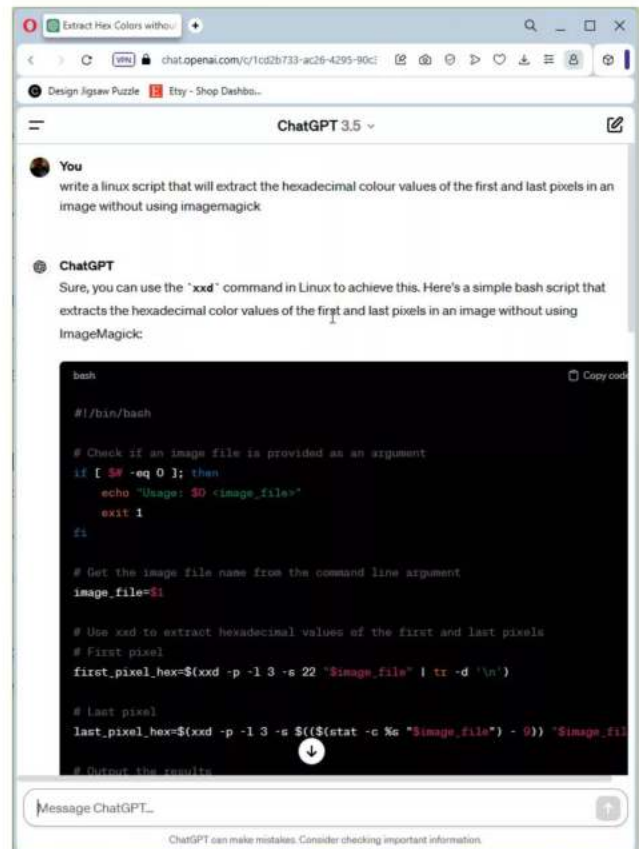 Extract Hex Colors withou
VPN
chat.openai.com/c/1cd2b733-ac26-4295-90c
Design Jigsaw Puzzle
E
Etsy - Shop Dashbo...
ChatGPT 3.5
You
write a linux script that will extract the hexadecimal colour values of the first and last pixels in an
image without using imagemagick
ChatGPT
Sure, you can use the `xxd` command in Linux to achieve this. Here's a simple bash script that
extracts the hexadecimal color values of the first and last pixels in an image without using
ImageMagick:
bash
Copy code
#!/bin/bash
# Check if an image file is provided as an argument
if [ $# -eq 0 ]; then
echo "Usage: $0 <image_file>"
exit 1
fi
# Get the image file name from the command line argument
image_file=$1
# Use xxd to extract hexadecimal values of the first and last pixels
# First pixel
first_pixel_hex=$(xxd -p -l 3 -s 22 "$image_file" | tr -d '\n')
# Last pixel
last_pixel_hex=$(xxd -p -l 3 -s $(($(stat -c %s "$image_file") - 9)) "$image_fil
# Output the results
Message ChatGPT...
ChatGPT can make mistakes. Consider checking important information.